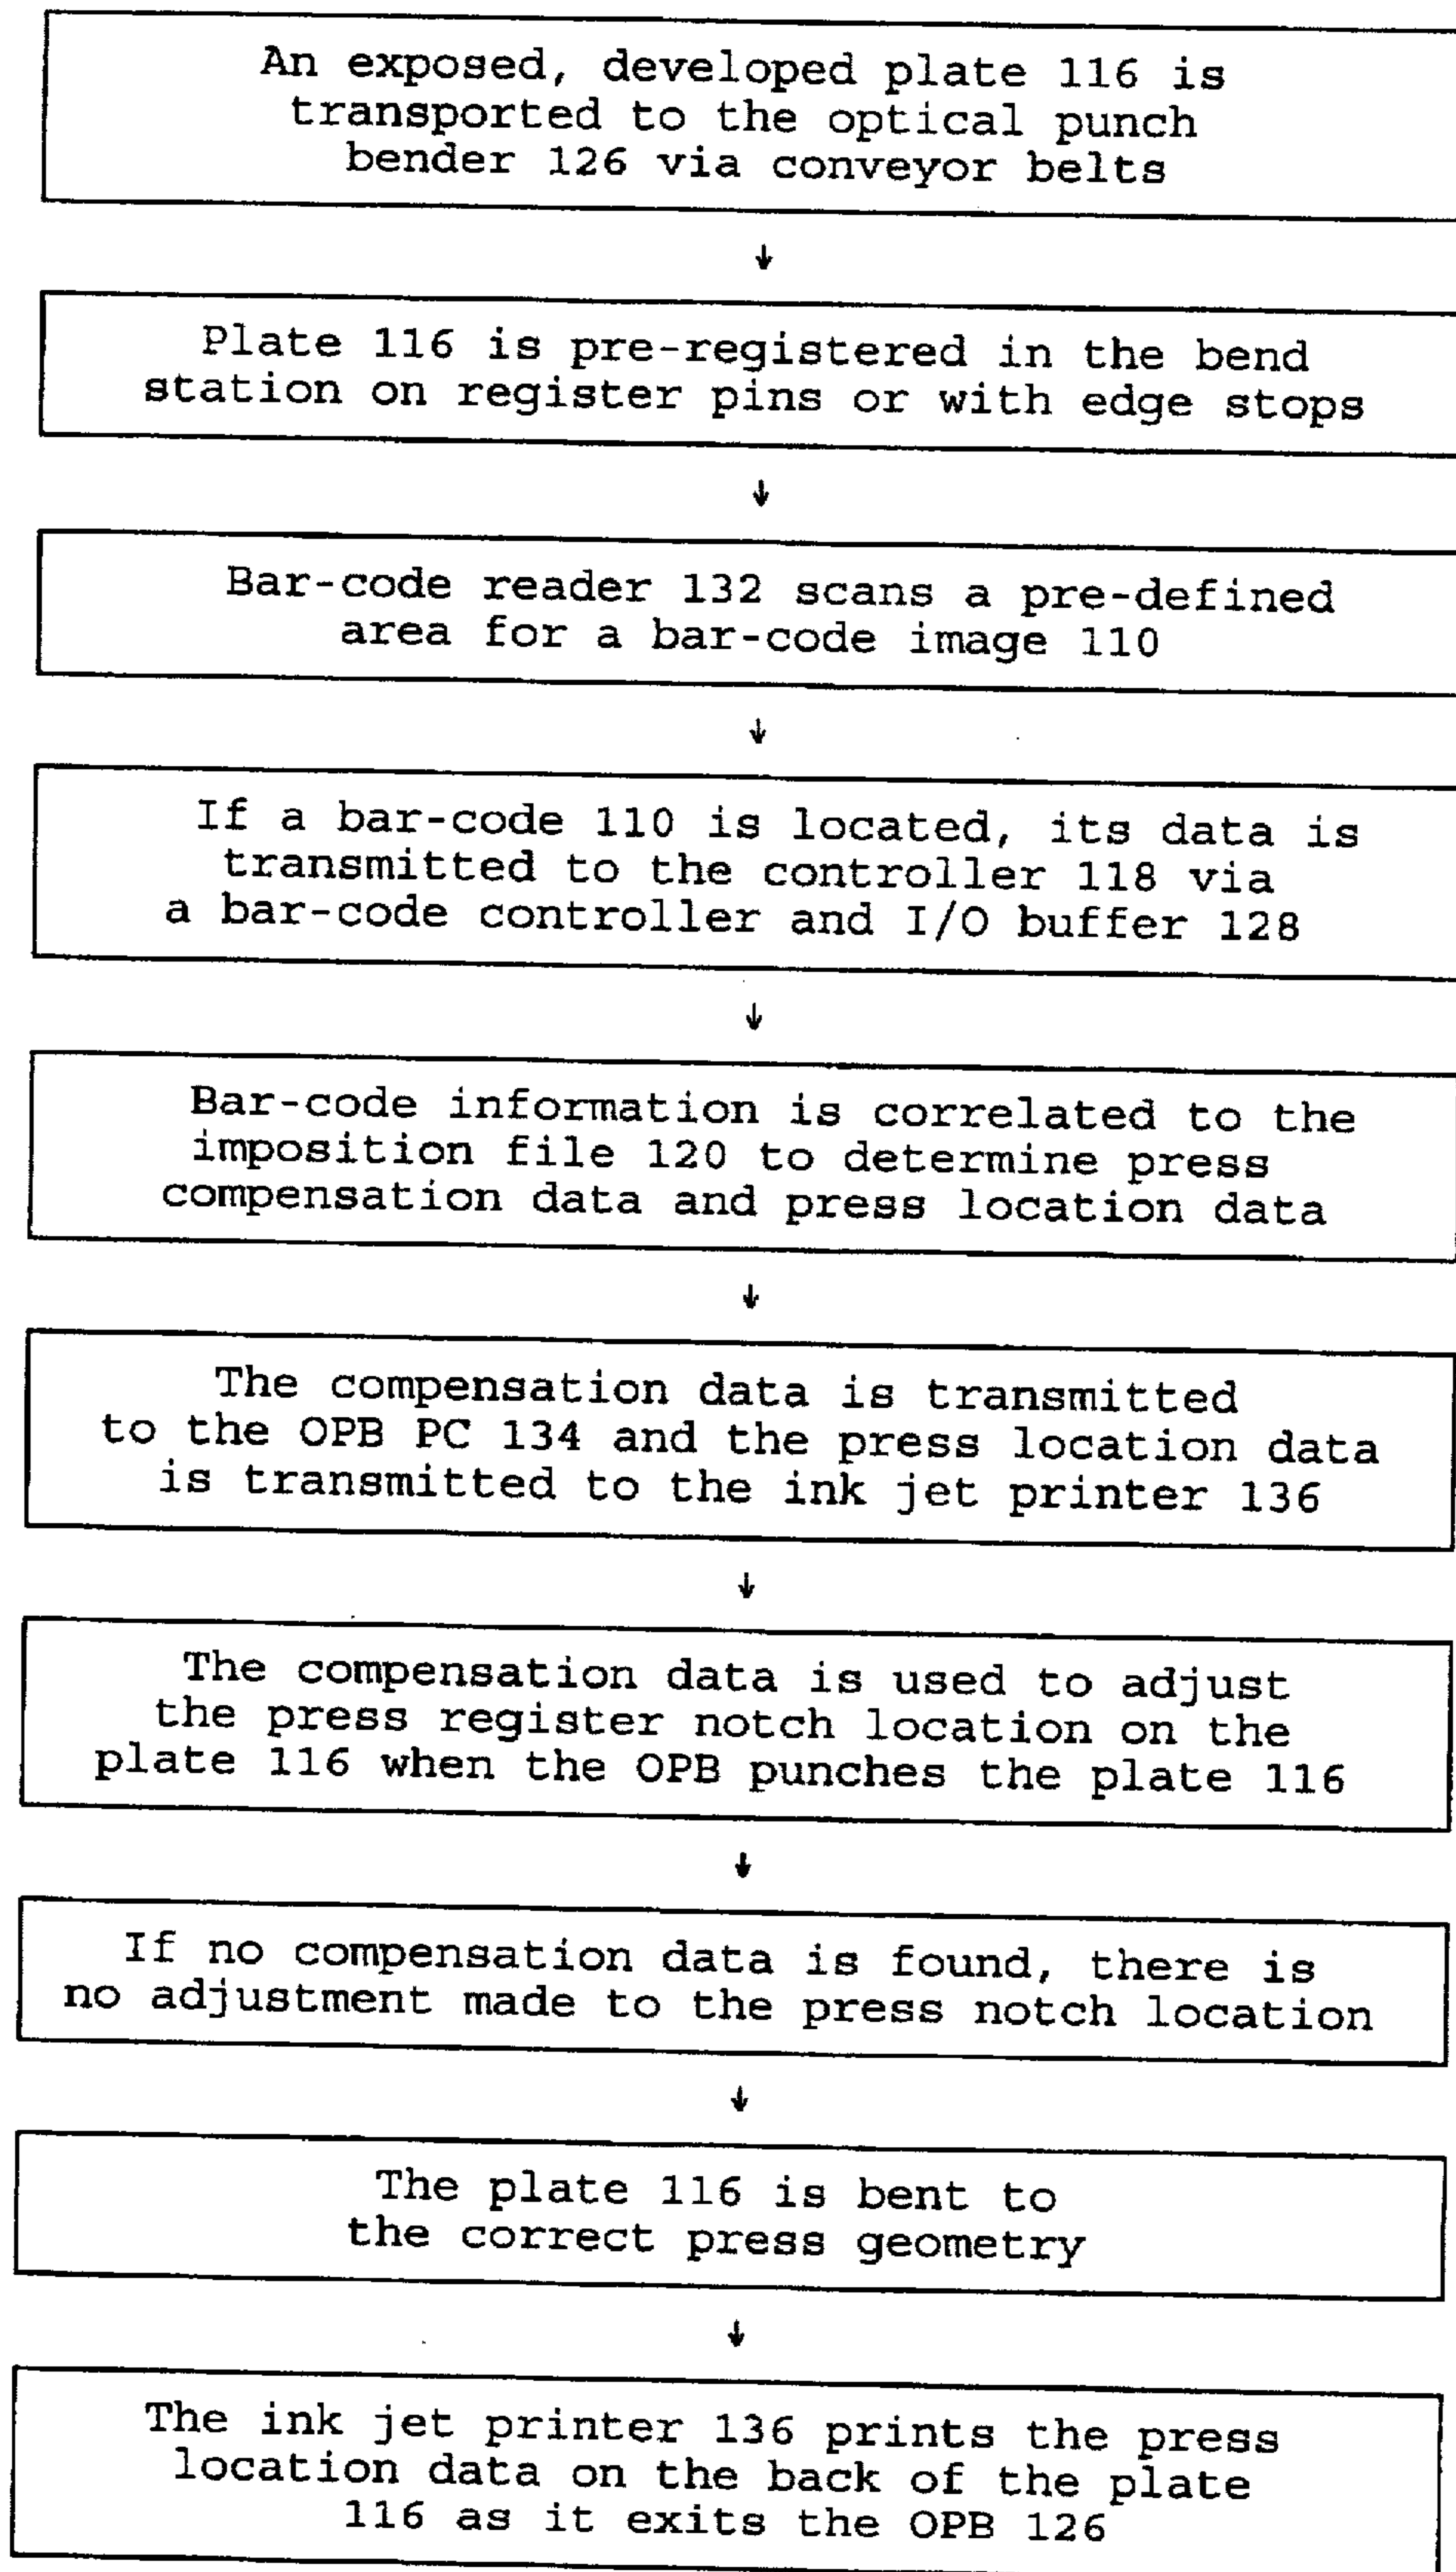 An exposed, developed plate 116 is
transported to the optical punch
bender 126 via conveyor belts
↓
Plate 116 is pre-registered in the bend
station on register pins or with edge stops
↓
Bar-code reader 132 scans a pre-defined
area for a bar-code image 110
↓
If a bar-code 110 is located, its data is
transmitted to the controller 118 via
a bar-code controller and I/O buffer 128
↓
Bar-code information is correlated to the
imposition file 120 to determine press
compensation data and press location data
↓
The compensation data is transmitted
to the OPB PC 134 and the press location data
is transmitted to the ink jet printer 136
↓
The compensation data is used to adjust
the press register notch location on the
plate 116 when the OPB punches the plate 116
↓
If no compensation data is found, there is
no adjustment made to the press notch location
↓
The plate 116 is bent to
the correct press geometry
↓
The ink jet printer 136 prints the press
location data on the back of the plate
116 as it exits the OPB 126